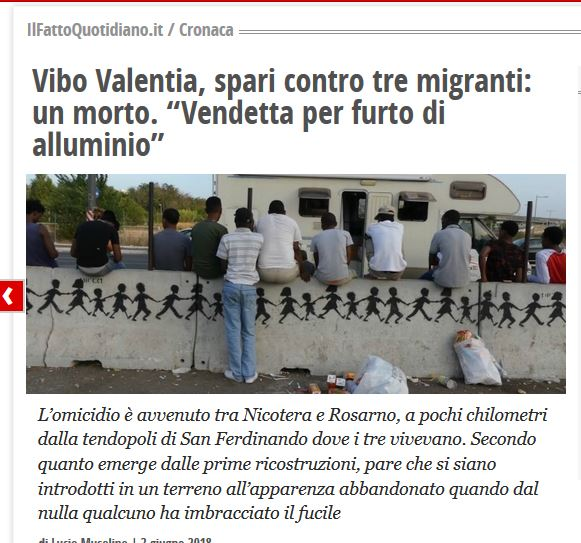 IlFattoQuotidiano.it / Cronaca
Vibo Valentia, spari contro tre migranti:
un morto. “Vendetta per furto di
alluminio”
L’omicidio è avvenuto tra Nicotera e Rosarno, a pochi chilometri
dalla tendopoli di San Ferdinando dove i tre vivevano. Secondo
quanto emerge dalle prime ricostruzioni, pare che si siano
introdotti in un terreno all’apparenza abbandonato quando dal
nulla qualcuno ha imbracciato il fucile
di Lucio Musolino | 2 giugno 2018